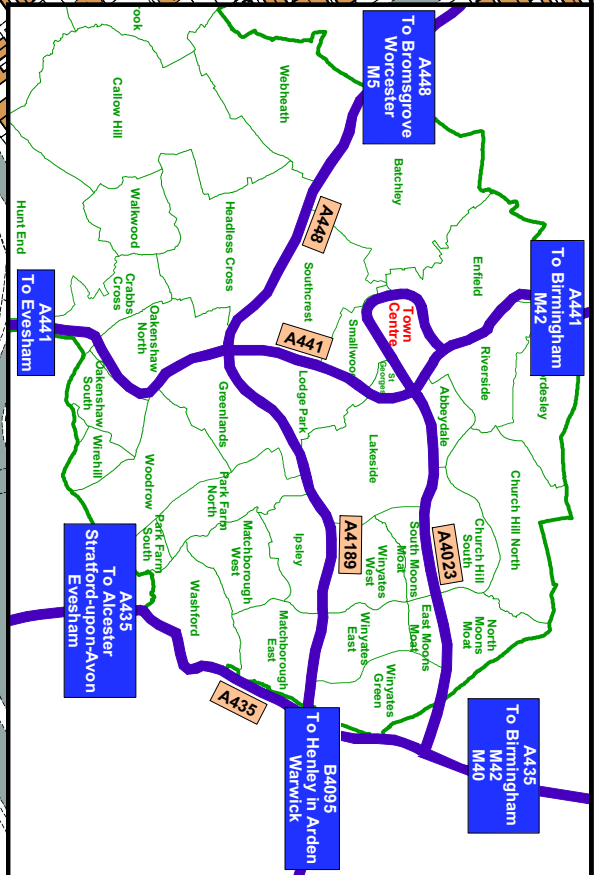 A435
To Birmingham
M42
M40
A441
To Birmingham
M42
rdesley
Church Hill North
Riverside
Enfield
North
Moons
Moat
Church Hill
South
A4023
Abbeydale
A448
To Bromsgrove
Worcester
M5
Batchley
Town
Centre
St
Georges
Smallwoo
Lakeside
South Moons
Moat
East Moons
Moat
Winyates
West
Winyates
East
Winyates
Green
A4189
A448
Southcrest
A441
Lodge Park
Ipsley
B4095
To Henley in Arden
Warwick
Webheath
Headless Cross
Greenlands
Park Farm
North
Matchborough
West
Matchborough
East
A435
Washford
Oakenshaw
North
Woodrow
Park Farm
South
Walkwood
Crabbs
Cross
Callow Hill
ook
Oakenshaw
South
Wirehill
A435
To Alcester
Stratford-upon-Avon
Evesham
Hunt End
A441
To Evesham